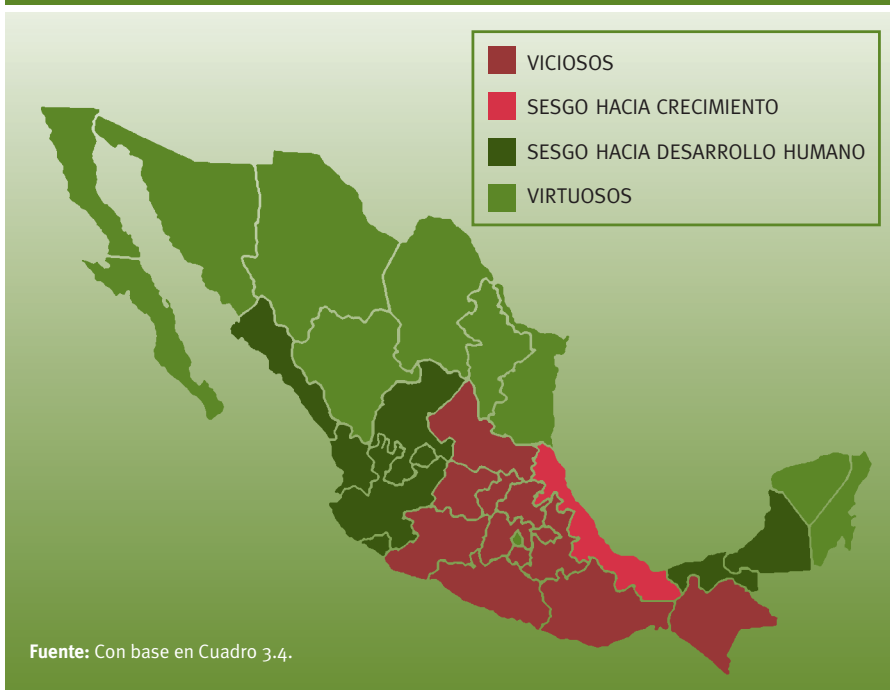 VICIOSOS
SESGO HACIA CRECIMIENTO
SESGO HACIA DESARROLLO HUMANO
VIRTUOSOS
Fuente: Con base en Cuadro 3.4.